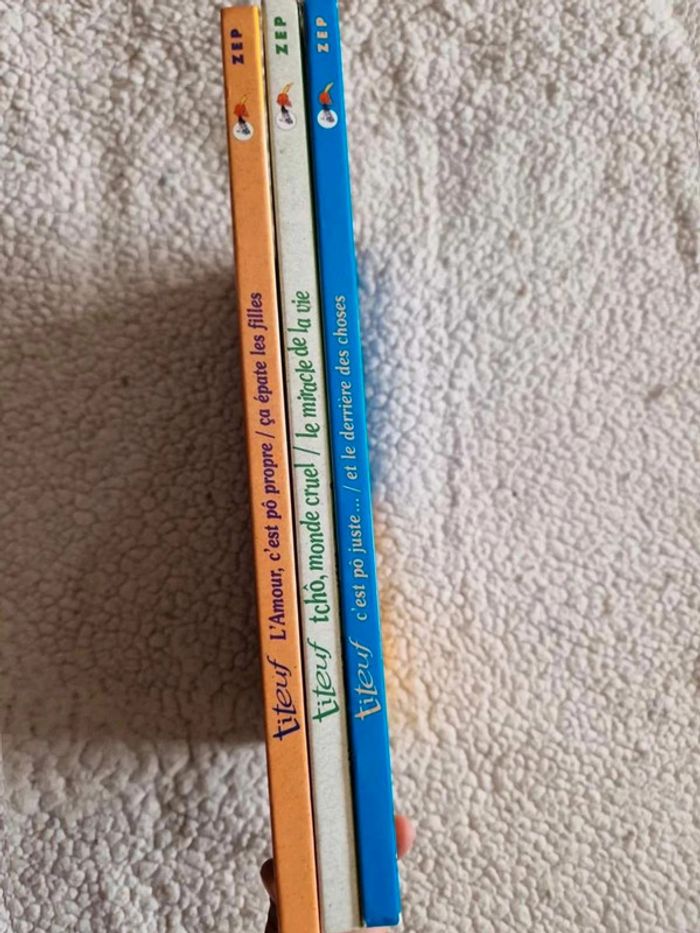 titeuf L'Amour, c'est pô propre / ça épate les filles ZEP
titeuf tchô, monde cruel / le miracle de la vie ZEP
titeuf c'est pô juste... / et le derrière des choses ZEP